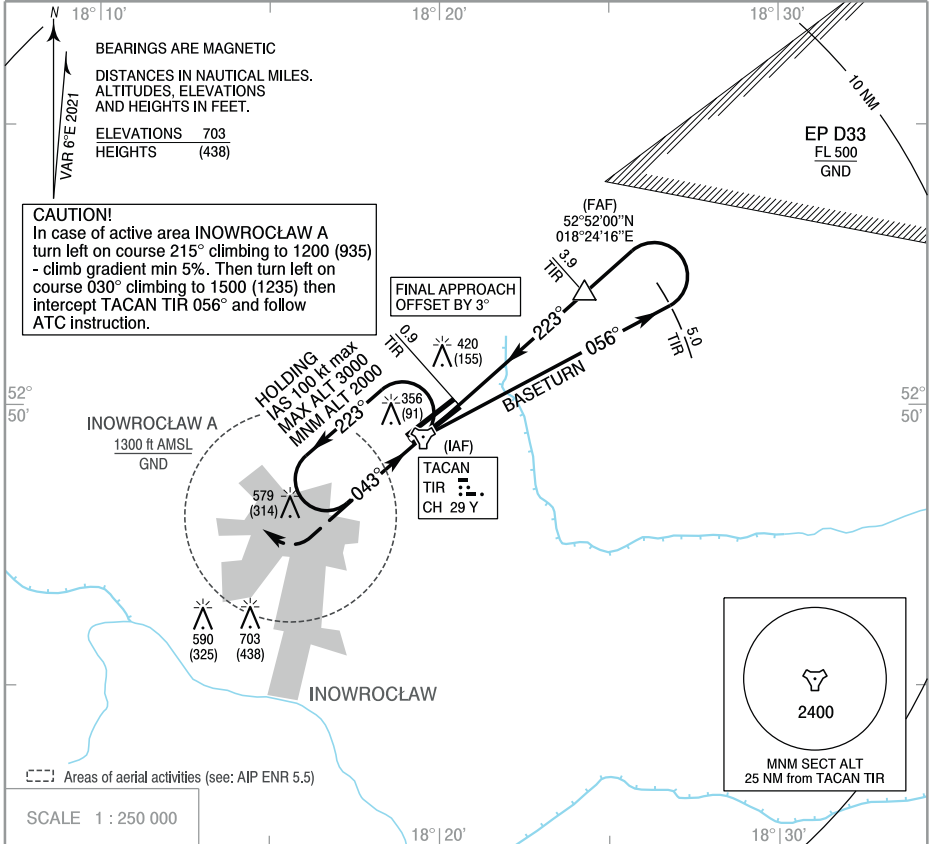 18° 10’
18° 20’
18° 30’
N
VAR 6°E 2021
BEARINGS ARE MAGNETIC
DISTANCES IN NAUTICAL MILES.
ALTITUDES, ELEVATIONS
AND HEIGHTS IN FEET.
ELEVATIONS 703
HEIGHTS (438)
10 NM
EP D33
FL 500
GND
CAUTION!
In case of active area INOWROCŁAW A
turn left on course 215° climbing to 1200 (935)
- climb gradient min 5%. Then turn left on
course 030° climbing to 1500 (1235) then
intercept TACAN TIR 056° and follow
ATC instruction.
(FAF)
52°52’00’’N
018°24’16’’E
3.9
TIR
FINAL APPROACH
OFFSET BY 3°
223°
056°
BASETURN
5.0
TIR
0.9
TIR
420
(155)
HOLDING
IAS 100 kt max
MAX ALT 3000
MNM ALT 2000
223°
356
(91)
043°
52°
50’
52°
50’
INOWROCŁAW A
1300 ft AMSL
GND
(IAF)
TACAN
TIR
CH 29 Y
579
(314)
590
(325)
703
(438)
INOWROCŁAW
2400
MNM SECT ALT
25 NM from TACAN TIR
Areas of aerial activities (see: AIP ENR 5.5)
SCALE 1 : 250 000
18° 20’
18° 30’